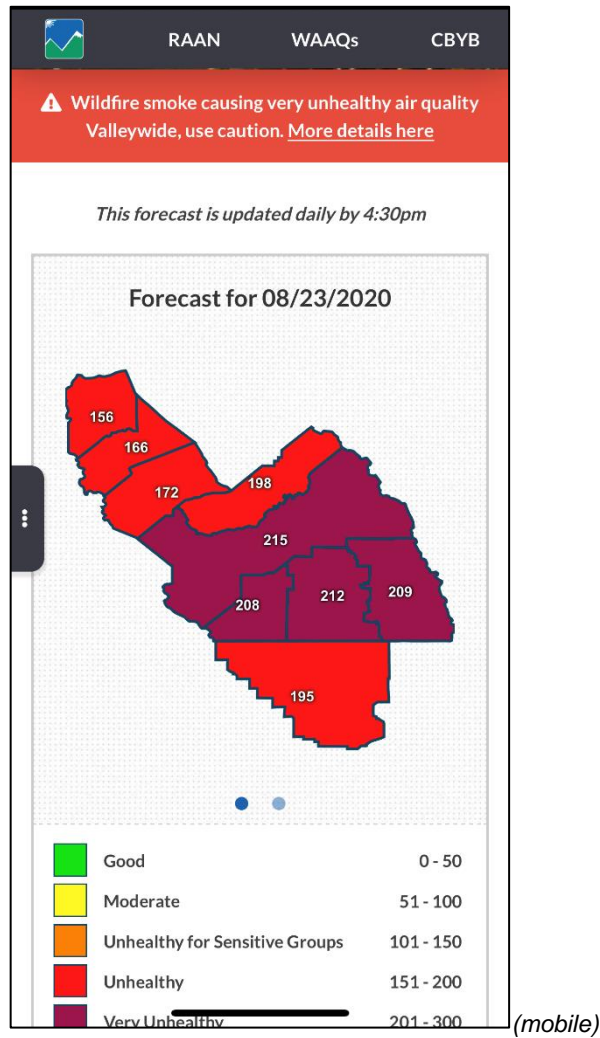 RAAN WAAQs CBYB
Wildfire smoke causing very unhealthy air quality
Valleywide, use caution. More details here
This forecast is updated daily by 4:30pm
Forecast for 08/23/2020
156
166
172
198
215
208
212
209
195
Good 0 - 50
Moderate 51 - 100
Unhealthy for Sensitive Groups 101 - 150
Unhealthy 151 - 200
Very Unhealthy 201 - 300
(mobile)